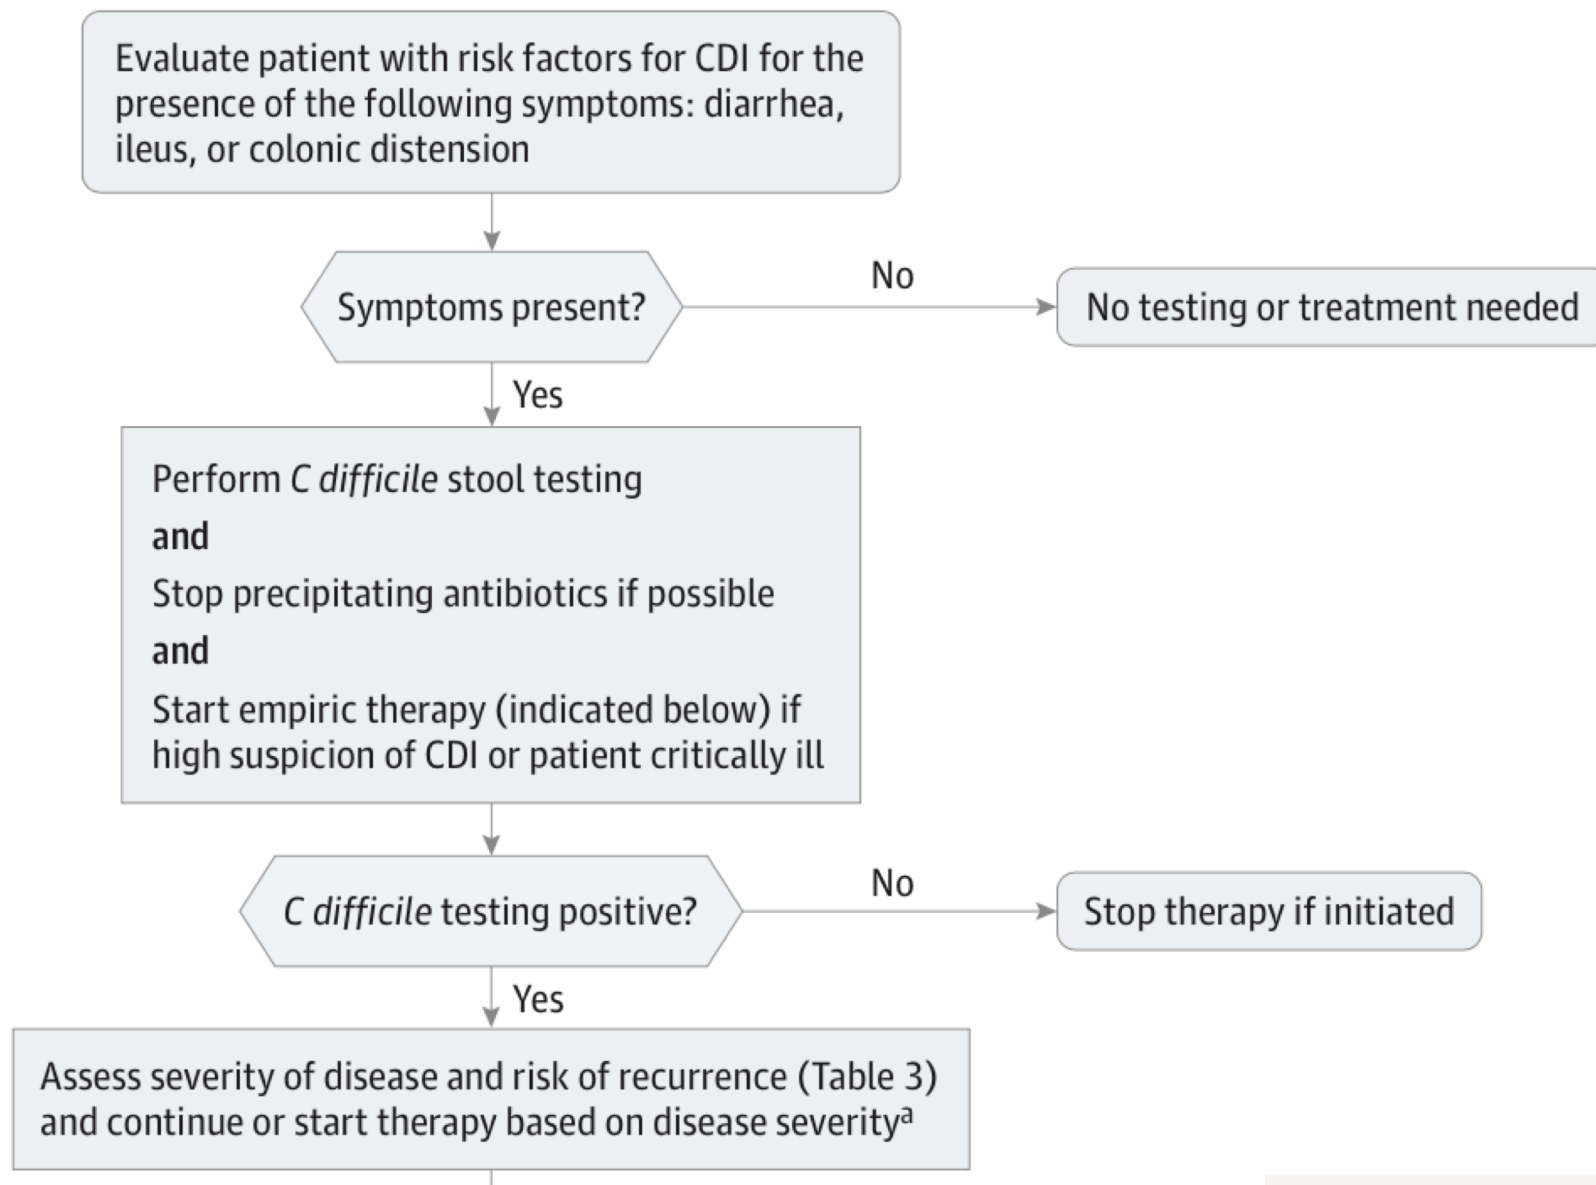 Evaluate patient with risk factors for CDI for the
presence of the following symptoms: diarrhea,
ileus, or colonic distension
Symptoms present?
No
No testing or treatment needed
Yes
Perform C difficile stool testing
and
Stop precipitating antibiotics if possible
and
Start empiric therapy (indicated below) if
high suspicion of CDI or patient critically ill
C difficile testing positive?
No
Stop therapy if initiated
Yes
Assess severity of disease and risk of recurrence (Table 3)
and continue or start therapy based on disease severityᵃ